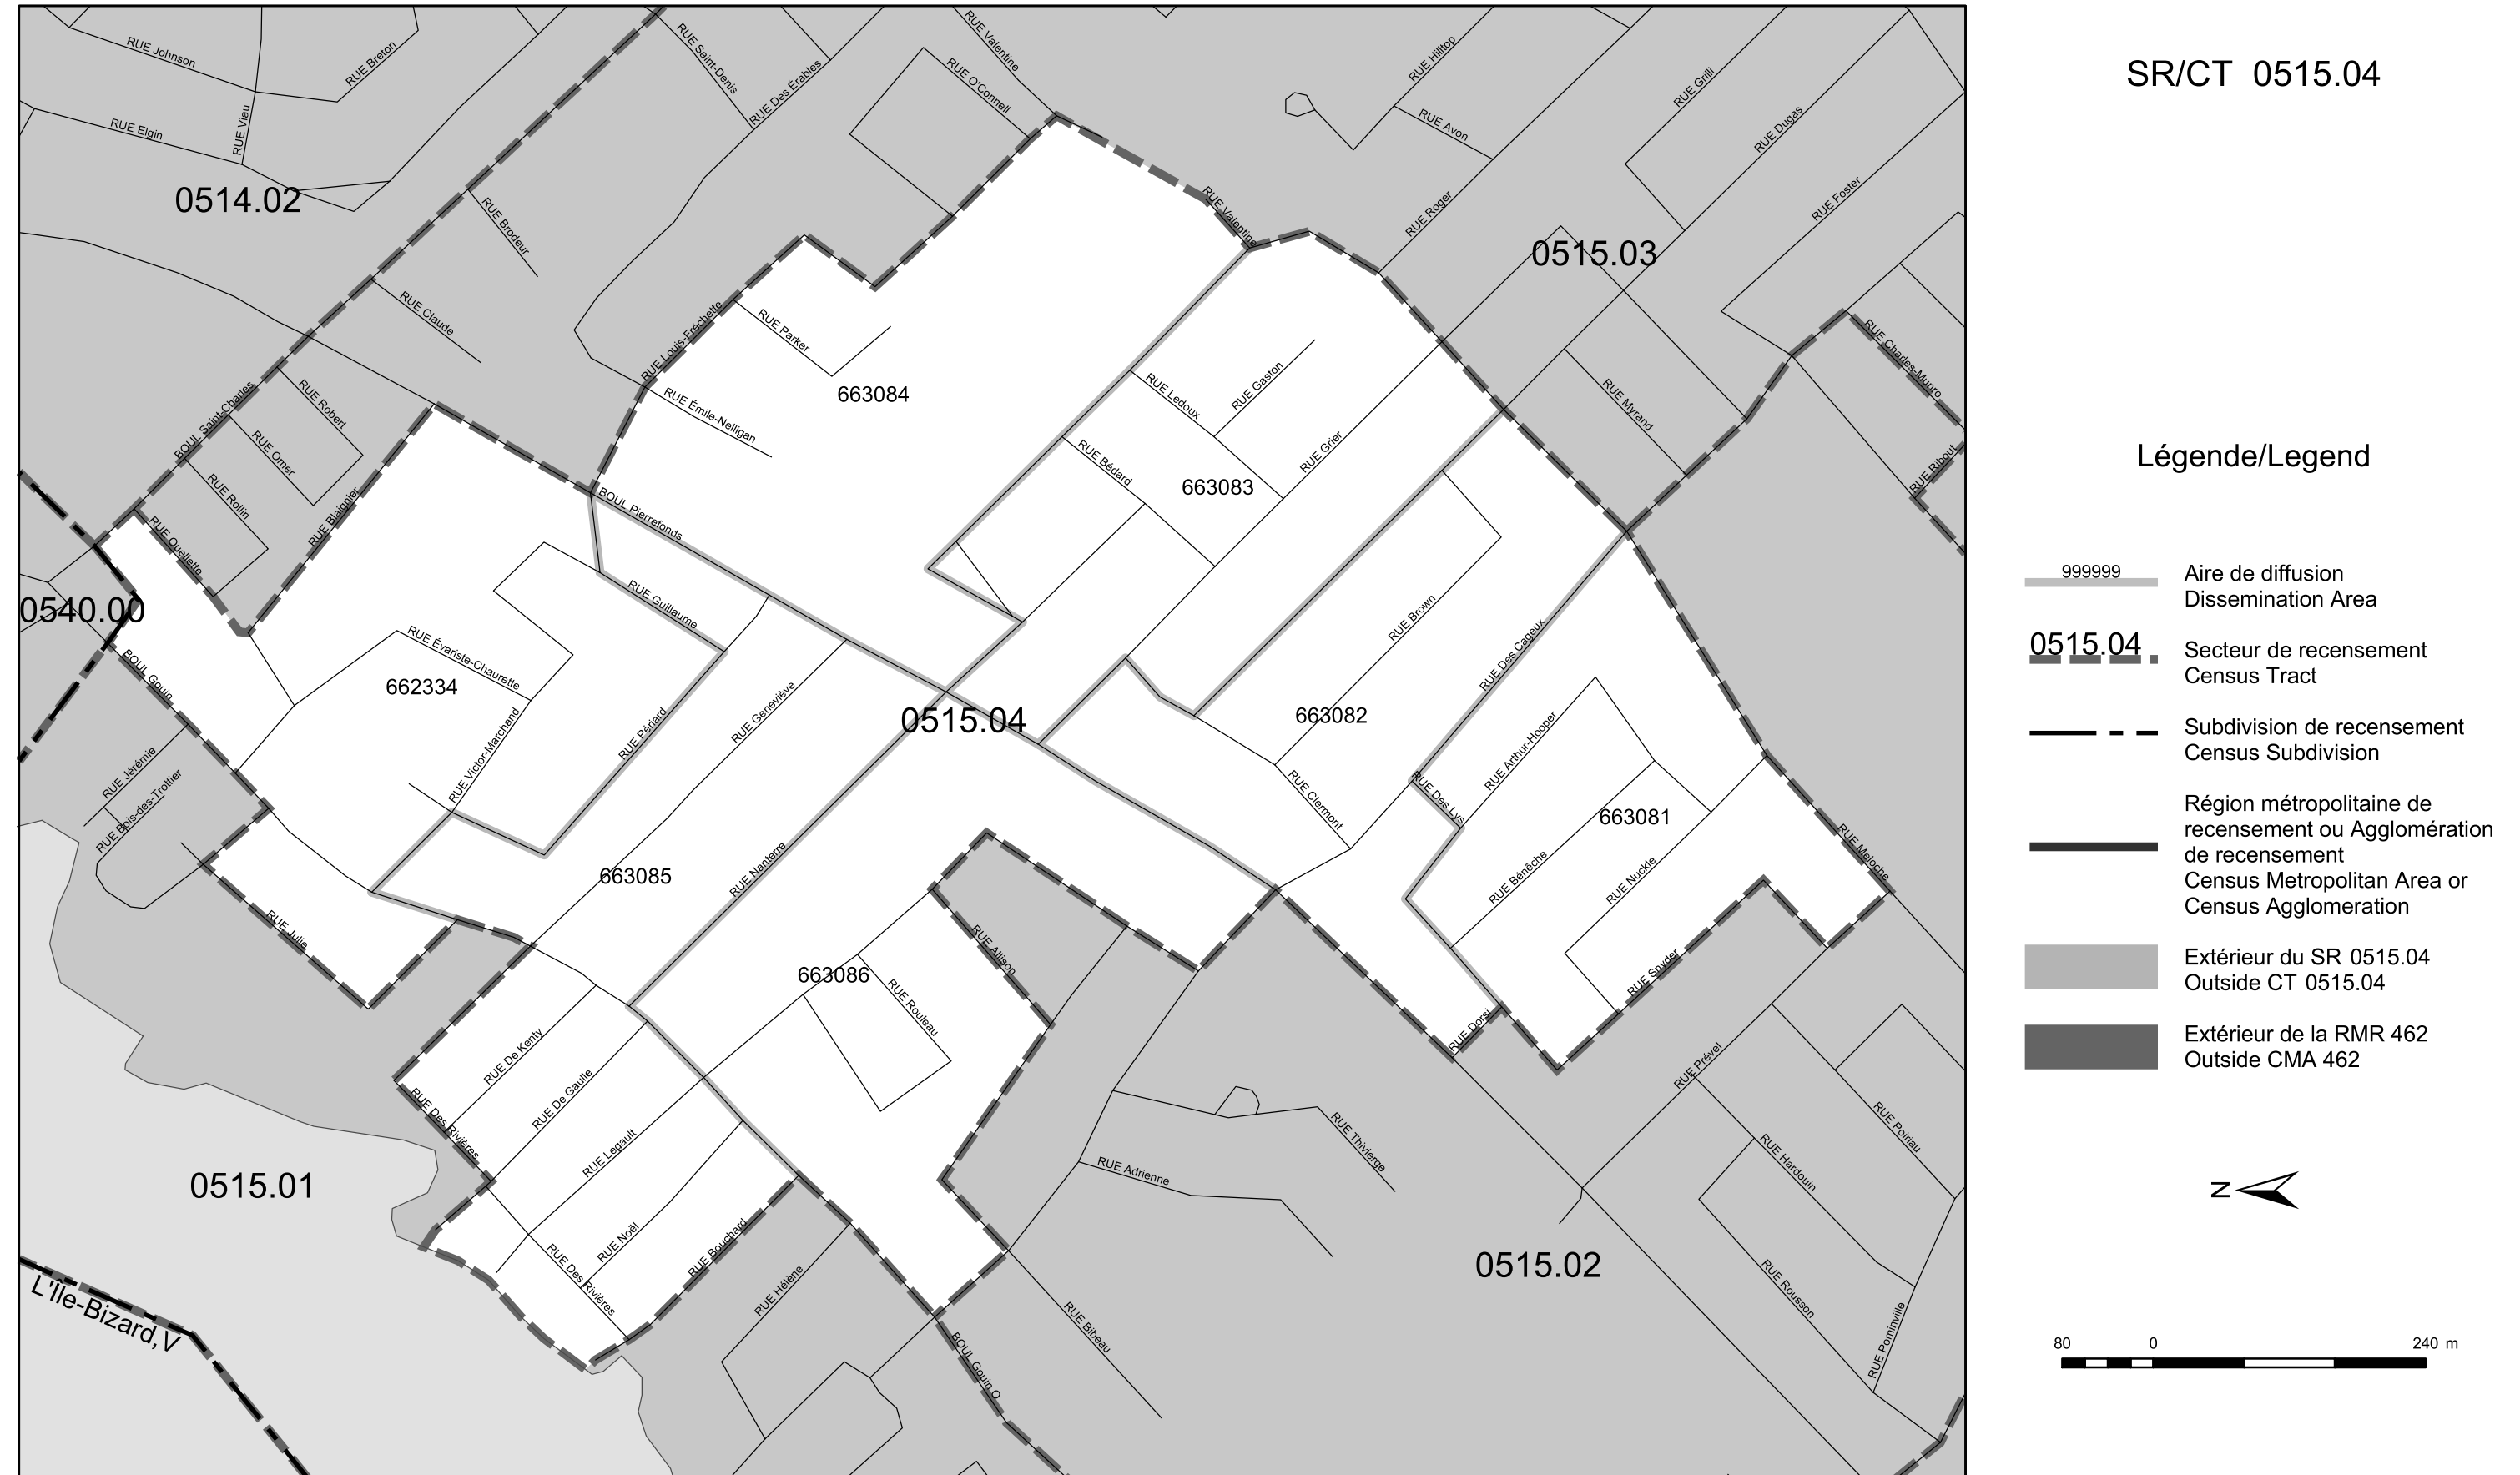 SR/CT 0515.04
RUE Johnson
RUE Breton
RUE Viau
RUE Elgin
0514.02
RUE Saint-Denis
RUE Des Érables
RUE Valentine
RUE O'Connell
RUE Hilltop
RUE Avon
RUE Grilli
RUE Dugas
RUE Foster
RUE Roger
RUE Valentine
0515.03
RUE Brodeur
RUE Claude
RUE Louis-Fréchette
RUE Parker
663084
RUE Émile-Nelligan
RUE Charles-Munro
RUE Ribout
RUE Myrand
RUE Gaston
RUE Ledoux
RUE Grier
RUE Bédard
663083
BOUL Saint-Charles
RUE Robert
RUE Omer
RUE Rollin
RUE Ouellette
RUE Blaignier
BOUL Pierrefonds
RUE Guillaume
0540.00
BOUL Gouin
RUE Évariste-Chaurette
662334
RUE Victor-Marchand
RUE Périard
RUE Geneviève
0515.04
RUE Brown
RUE Des Cageux
663082
RUE Clermont
RUE Des Lys
RUE Arthur-Hooper
663081
RUE Bénêche
RUE Nuckle
RUE Meloche
RUE Snyder
RUE Dorsi
RUE Jérémie
RUE Bois-des-Trottier
RUE Julie
663085
RUE Nanterre
663086
RUE Allison
RUE Rouleau
RUE De Kenty
RUE De Gaulle
RUE Des Rivières
RUE Legault
RUE Noël
RUE Des Rivières
RUE Bouchard
RUE Hélène
BOUL Gouin O
RUE Bibeau
RUE Adrienne
RUE Thivierge
RUE Prével
RUE Poiriau
RUE Hardouin
RUE Rousson
RUE Pominville
0515.01
0515.02
L'Île-Bizard,V
Légende/Legend
999999
Aire de diffusion
Dissemination Area
0515.04
Secteur de recensement
Census Tract
Subdivision de recensement
Census Subdivision
Région métropolitaine de
recensement ou Agglomération
de recensement
Census Metropolitan Area or
Census Agglomeration
Extérieur du SR 0515.04
Outside CT 0515.04
Extérieur de la RMR 462
Outside CMA 462
N
80 0 240 m